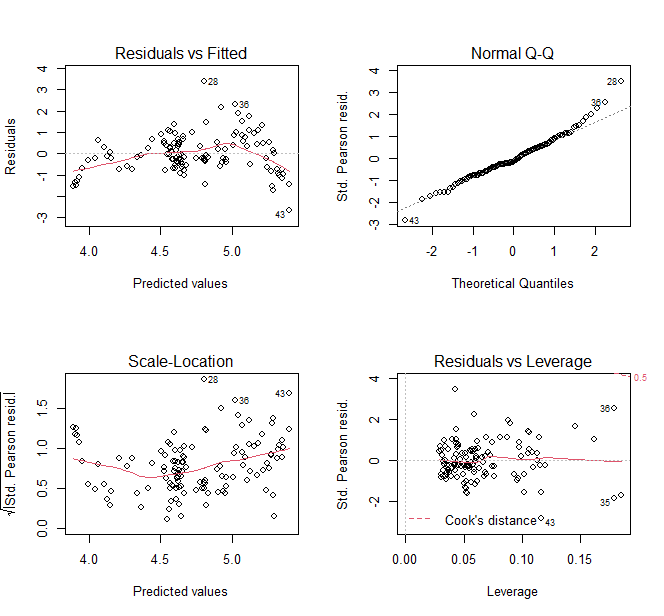 Residuals vs Fitted
Residuals
-3 -1 0 1 2 3 4
28
36
43
4.0 4.5 5.0
Predicted values
Normal Q-Q
Std. Pearson resid.
-3 -2 -1 0 1 2 3 4
28
36
43
-2 -1 0 1 2
Theoretical Quantiles
Scale-Location
√|Std. Pearson resid.|
0.0 0.5 1.0 1.5
28
36
43
4.0 4.5 5.0
Predicted values
Residuals vs Leverage
Std. Pearson resid.
-2 0 2 4
0.5
36
35
43
Cook's distance
0.00 0.05 0.10 0.15
Leverage